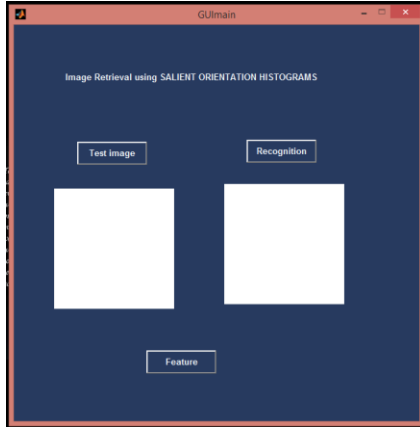 GUImain
Image Retrieval using SALIENT ORIENTATION HISTOGRAMS
Test image
Recognition
Feature